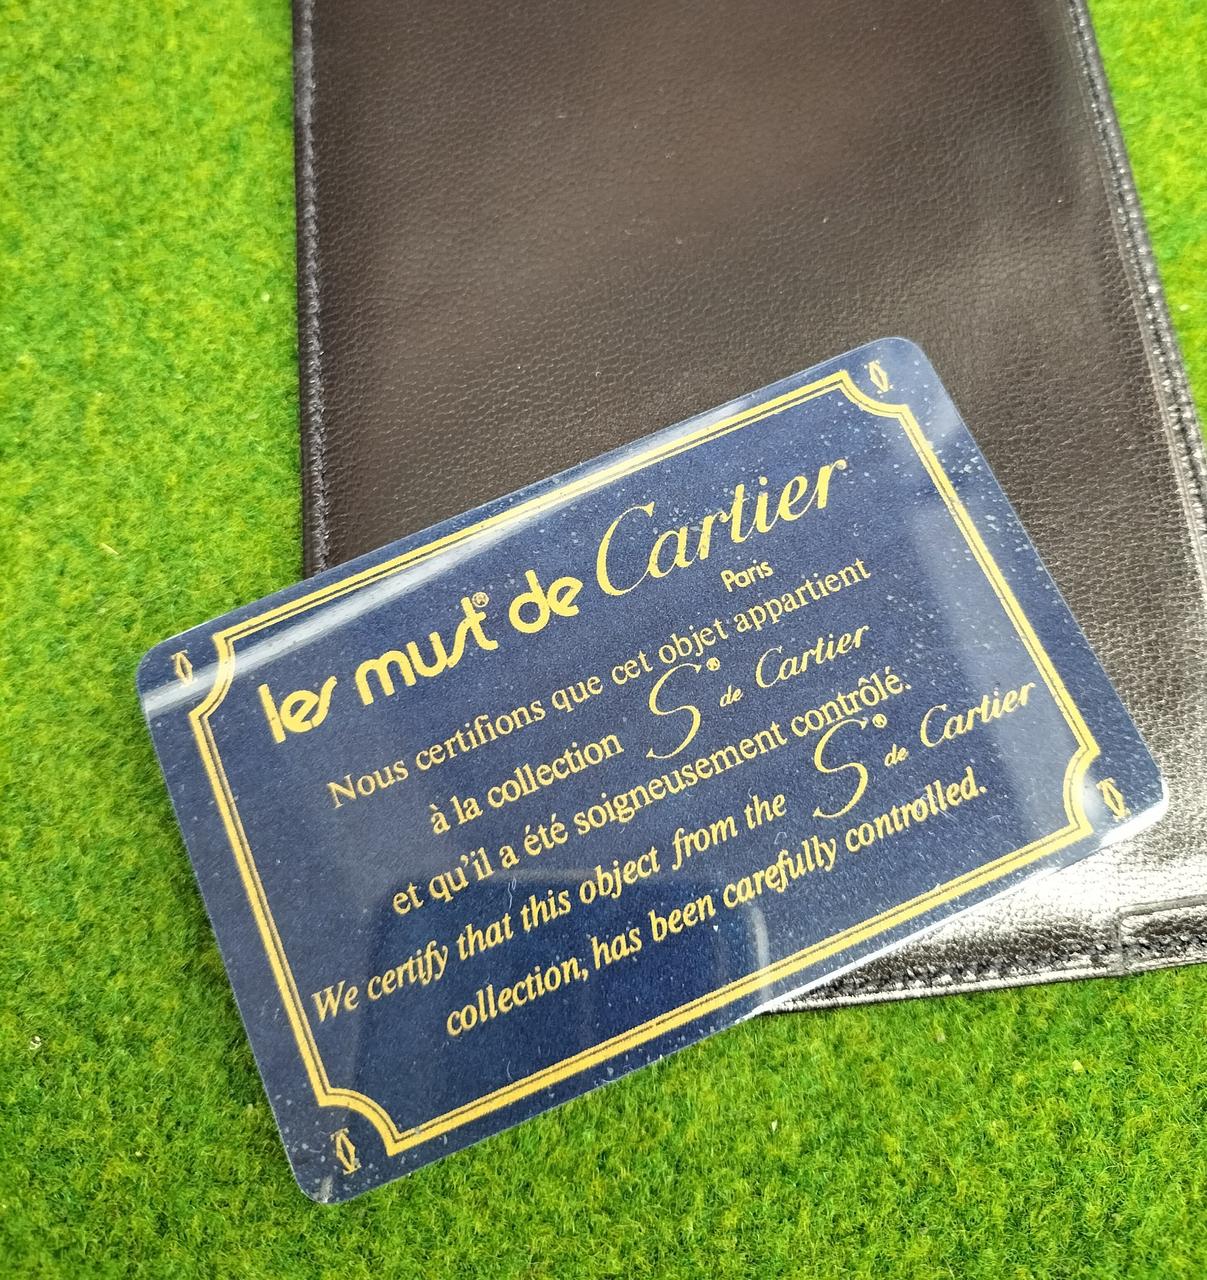 les must® de Cartier
Paris
Nous certifions que cet objet appartient
à la collection S® de Cartier
et qu'il a été soigneusement contrôlé.
We certify that this object from the S® de Cartier
collection, has been carefully controlled.